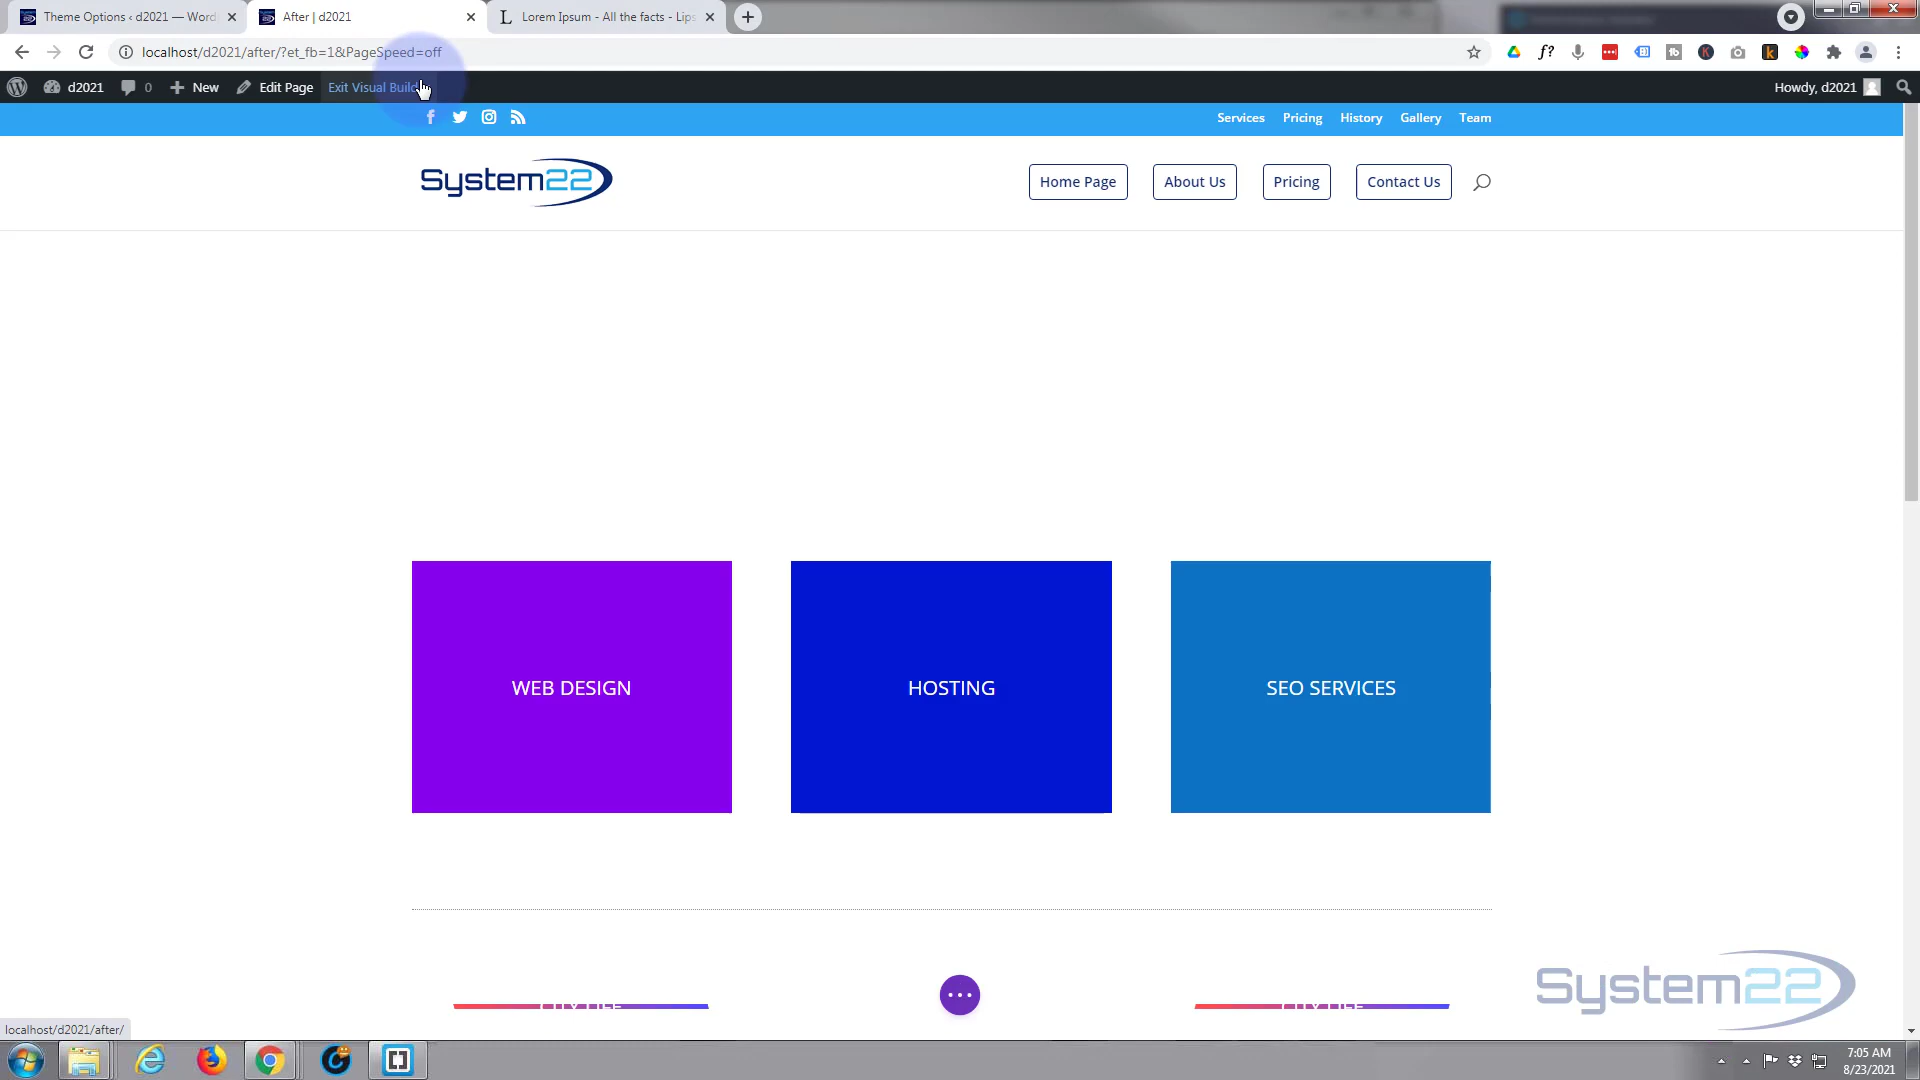 Theme Options ‹ d2021 — Word
After | d2021
Lorem Ipsum - All the facts - Lips
localhost/d2021/after/?et_fb=1&PageSpeed=off
d2021
0
New
Edit Page
Exit Visual Build
Howdy, d2021
Services
Pricing
History
Gallery
Team
System22
Home Page
About Us
Pricing
Contact Us
WEB DESIGN
HOSTING
SEO SERVICES
System22
localhost/d2021/after/
7:05 AM
8/23/2021